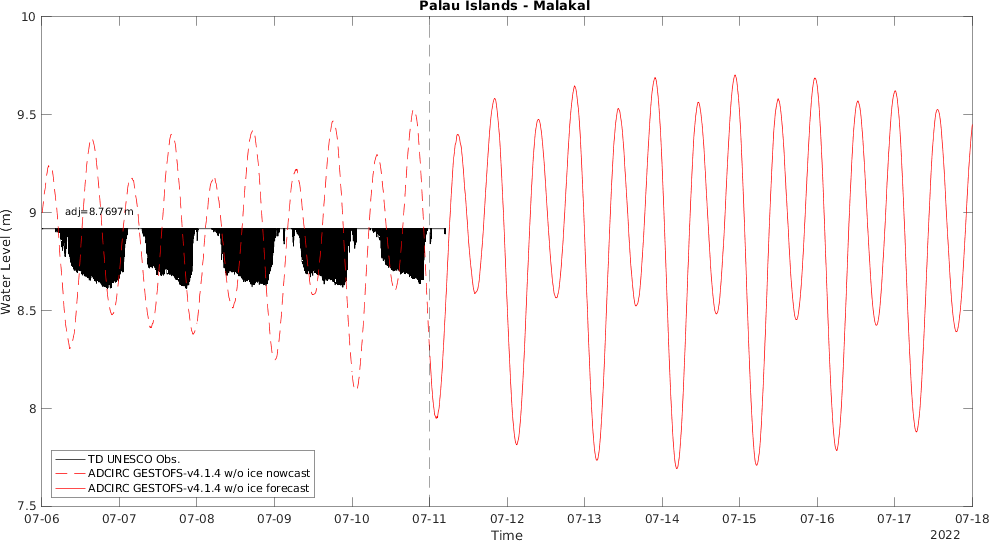 Palau Islands - Malakal
10
9.5
9
8.5
8
7.5
Water Level (m)
adj=8.7697m
TD UNESCO Obs.
ADCIRC GESTOFS-v4.1.4 w/o ice nowcast
ADCIRC GESTOFS-v4.1.4 w/o ice forecast
07-06 07-07 07-08 07-09 07-10 07-11 07-12 07-13 07-14 07-15 07-16 07-17 07-18
Time
2022